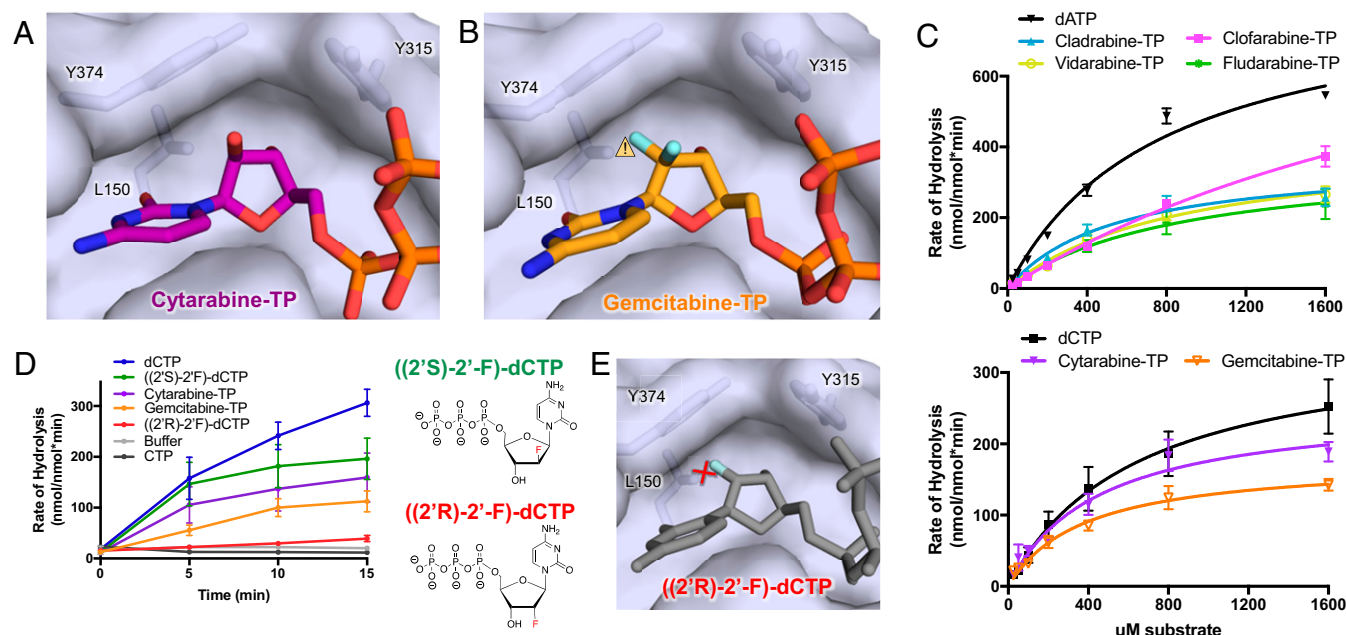 A
Y374
Y315
L150
Cytarabine-TP
B
Y374
Y315
!
L150
Gemcitabine-TP
C
dATP
Cladrabine-TP
Clofarabine-TP
Vidarabine-TP
Fludarabine-TP
Rate of Hydrolysis
(nmol/nmol*min)
600
400
200
0
0 400 800 1200 1600
dCTP
Cytarabine-TP
Gemcitabine-TP
Rate of Hydrolysis
(nmol/nmol*min)
400
300
200
100
0
0 400 800 1200 1600
uM substrate
D
dCTP
((2'S)-2'F)-dCTP
Cytarabine-TP
Gemcitabine-TP
((2'R)-2'F)-dCTP
Buffer
CTP
Rate of Hydrolysis
(nmol/nmol*min)
300
200
100
0
0 5 10 15
Time (min)
((2'S)-2'-F)-dCTP
NH2
N
N
O
O O O
P P P
O O O
O
O
F
OH
((2'R)-2'-F)-dCTP
NH2
N
N
O
O O O
P P P
O O O
O
O
OH
F
E
Y374
Y315
L150
X
((2'R)-2'-F)-dCTP